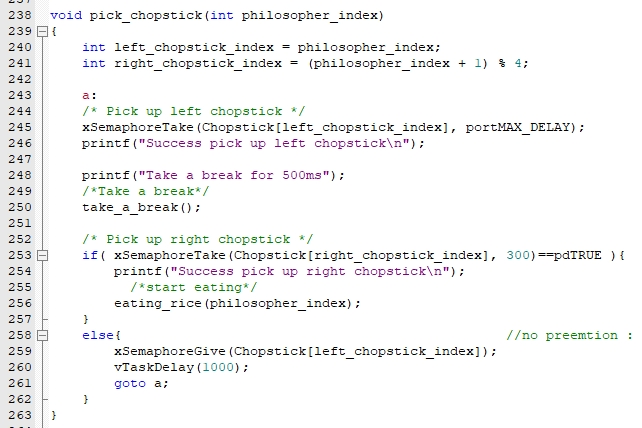 238 void pick_chopstick(int philosopher_index)
239 {
240 int left_chopstick_index = philosopher_index;
241 int right_chopstick_index = (philosopher_index + 1) % 4;
242
243 a:
244 /* Pick up left chopstick */
245 xSemaphoreTake(Chopstick[left_chopstick_index], portMAX_DELAY);
246 printf("Success pick up left chopstick\n");
247
248 printf("Take a break for 500ms");
249 /*Take a break*/
250 take_a_break();
251
252 /* Pick up right chopstick */
253 if( xSemaphoreTake(Chopstick[right_chopstick_index], 300)==pdTRUE ){
254 printf("Success pick up right chopstick\n");
255 /*start eating*/
256 eating_rice(philosopher_index);
257 }
258 else{ //no preemtion :
259 xSemaphoreGive(Chopstick[left_chopstick_index]);
260 vTaskDelay(1000);
261 goto a;
262 }
263 }